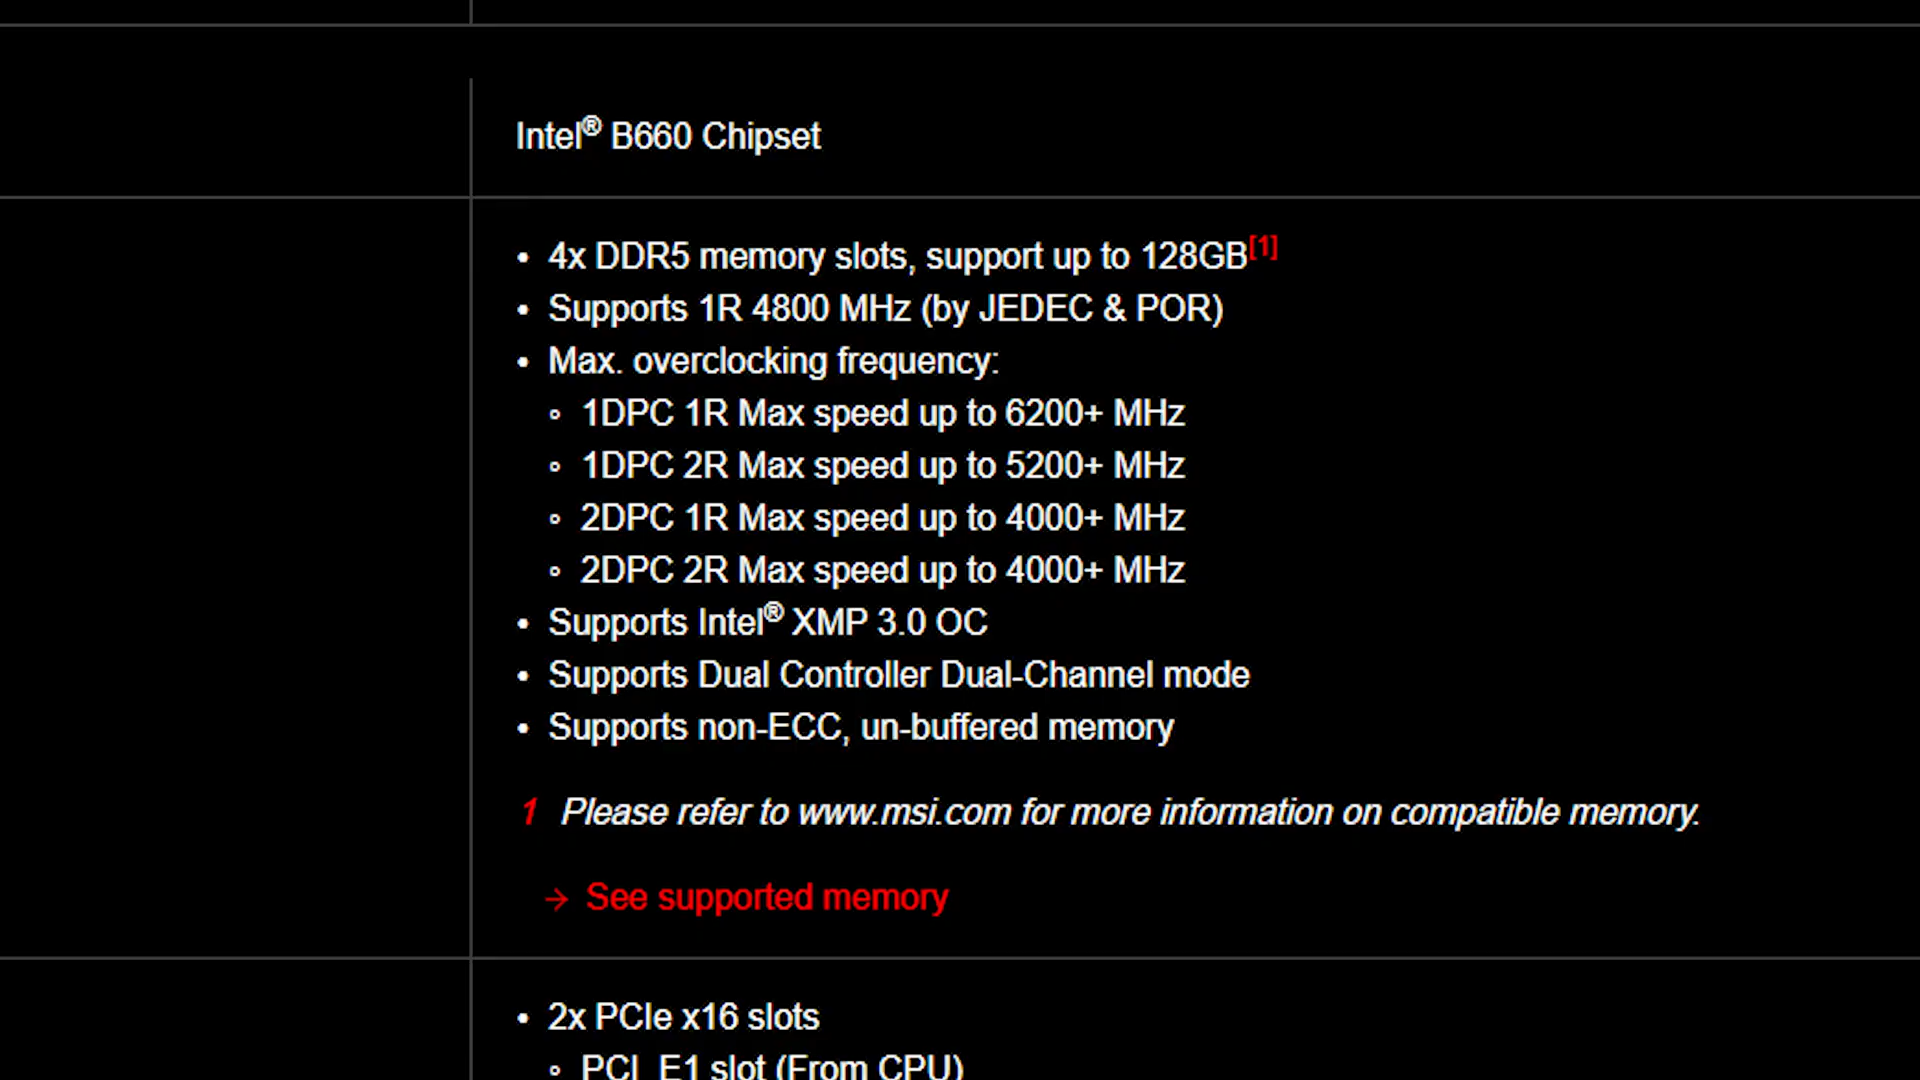 Intel® B660 Chipset
• 4x DDR5 memory slots, support up to 128GB[1]
• Supports 1R 4800 MHz (by JEDEC & POR)
• Max. overclocking frequency:
◦ 1DPC 1R Max speed up to 6200+ MHz
◦ 1DPC 2R Max speed up to 5200+ MHz
◦ 2DPC 1R Max speed up to 4000+ MHz
◦ 2DPC 2R Max speed up to 4000+ MHz
• Supports Intel® XMP 3.0 OC
• Supports Dual Controller Dual-Channel mode
• Supports non-ECC, un-buffered memory
1 Please refer to www.msi.com for more information on compatible memory.
→ See supported memory
• 2x PCIe x16 slots
◦ PCI_E1 slot (From CPU)